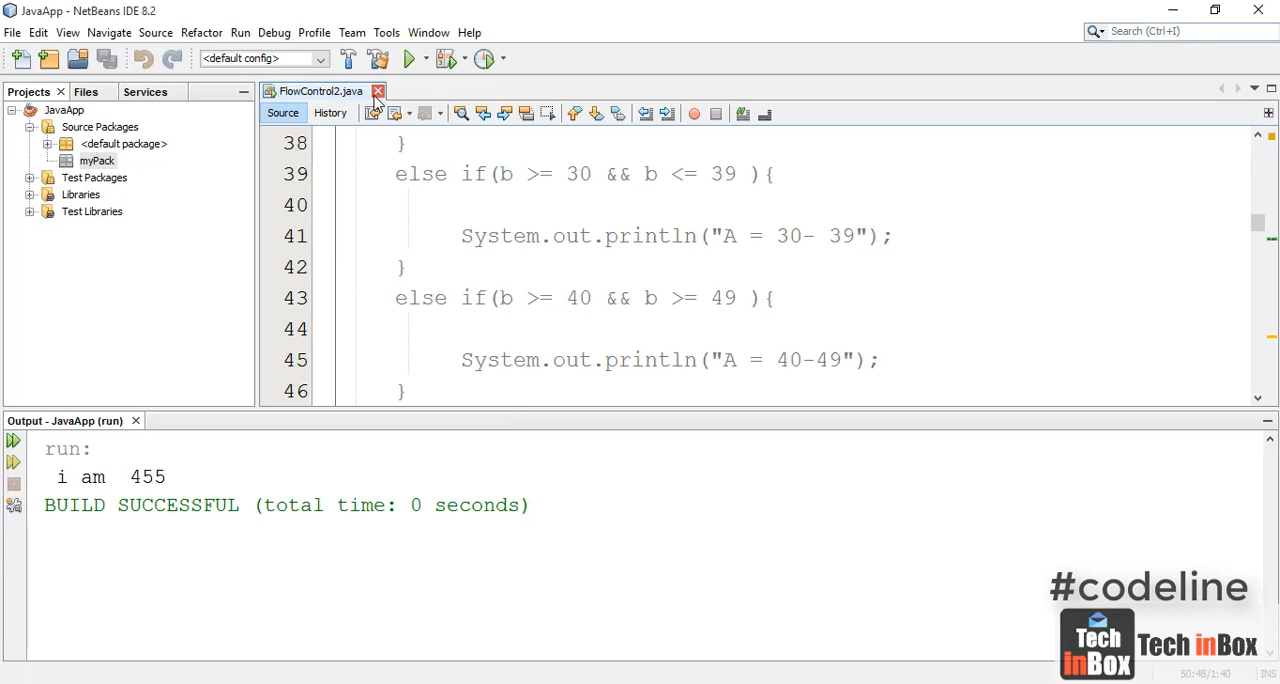 JavaApp - NetBeans IDE 8.2
File Edit View Navigate Source Refactor Run Debug Profile Team Tools Window Help
Search (Ctrl+I)
<default config>
Projects Files Services
FlowControl2.java
Source History
JavaApp
Source Packages
<default package>
myPack
Test Packages
Libraries
Test Libraries
38 }
39 else if(b >= 30 && b <= 39 ){
40
41 System.out.println("A = 30- 39");
42 }
43 else if(b >= 40 && b >= 49 ){
44
45 System.out.println("A = 40-49");
46 }
Output - JavaApp (run)
run:
i am 455
BUILD SUCCESSFUL (total time: 0 seconds)
#codeline
Tech
inBox
Tech inBox
50:48/1:40 INS